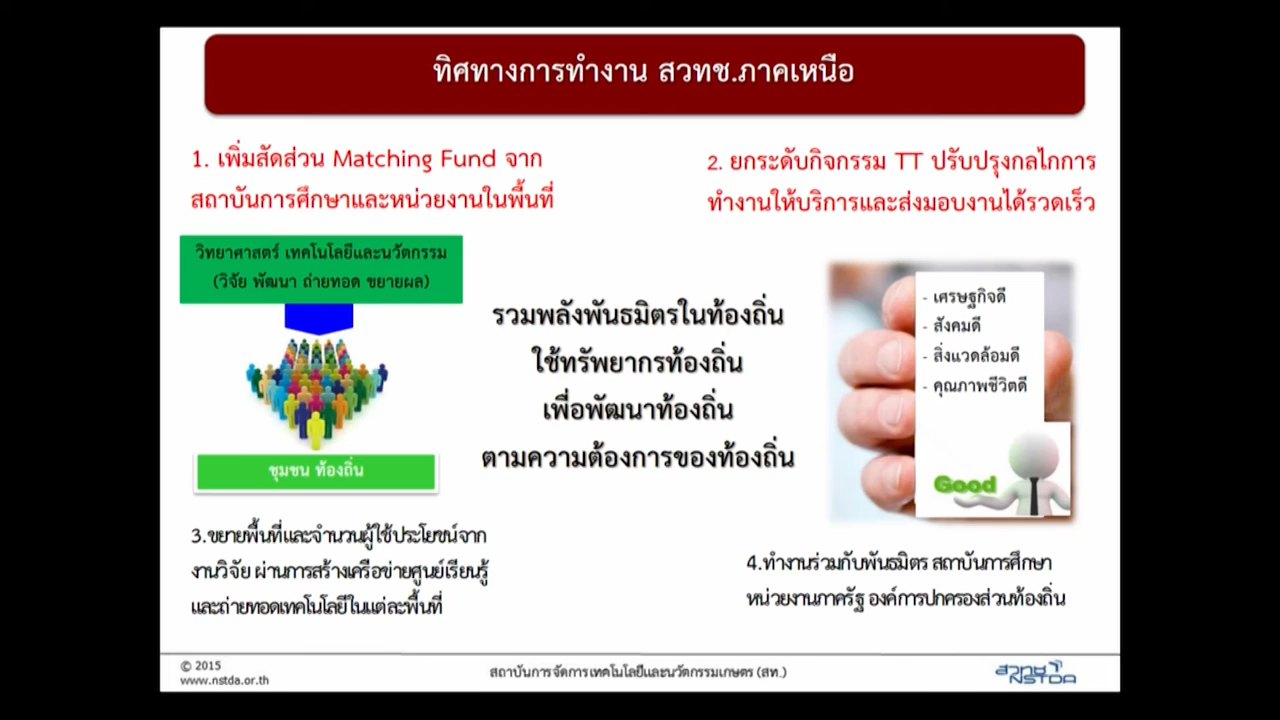 ทิศทางการทำงาน สวทช.ภาคเหนือ
1. เพิ่มสัดส่วน Matching Fund จาก
สถาบันการศึกษาและหน่วยงานในพื้นที่
2. ยกระดับกิจกรรม TT ปรับปรุงกลไกการ
ทำงานให้บริการและส่งมอบงานได้รวดเร็ว
วิทยาศาสตร์ เทคโนโลยีและนวัตกรรม
(วิจัย พัฒนา ถ่ายทอด ขยายผล)
ชุมชน ท้องถิ่น
รวมพลังพันธมิตรในท้องถิ่น
ใช้ทรัพยากรท้องถิ่น
เพื่อพัฒนาท้องถิ่น
ตามความต้องการของท้องถิ่น
- เศรษฐกิจดี
- สังคมดี
- สิ่งแวดล้อมดี
- คุณภาพชีวิตดี
Good
3.ขยายพื้นที่และจำนวนผู้ใช้ประโยชน์จาก
งานวิจัย ผ่านการสร้างเครือข่ายศูนย์เรียนรู้
และถ่ายทอดเทคโนโลยีในแต่ละพื้นที่
4.ทำงานร่วมกับพันธมิตร สถาบันการศึกษา
หน่วยงานภาครัฐ องค์การปกครองส่วนท้องถิ่น
© 2015
www.nstda.or.th
สถาบันการจัดการเทคโนโลยีและนวัตกรรมเกษตร (สท.)
สวทช
NSTDA